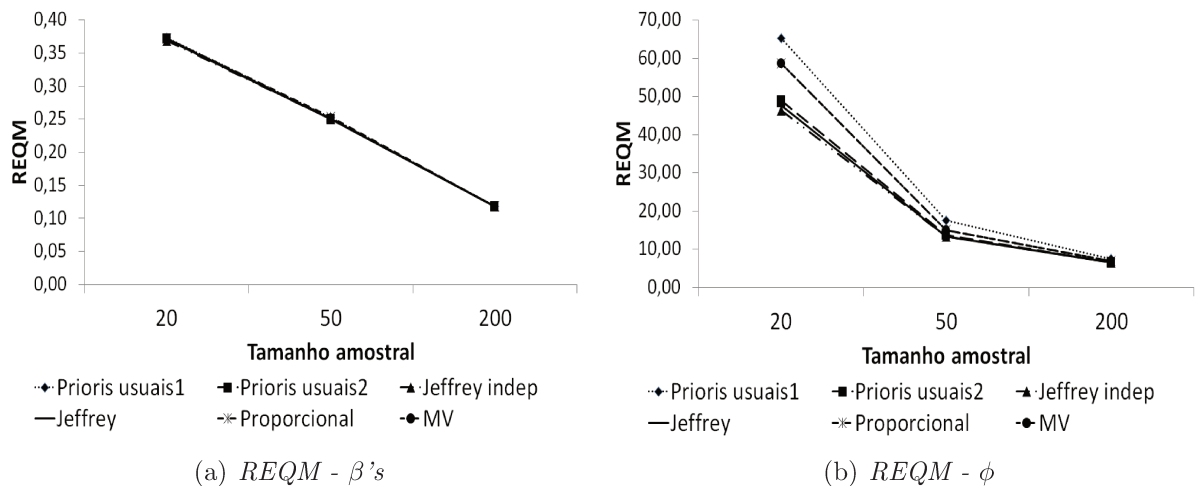 0,40
0,35
0,30
0,25
0,20
0,15
0,10
0,05
0,00
REQM
20 50 200
Tamanho amostral
Prioris usuais1 Prioris usuais2 Jeffrey indep
Jeffrey Proporcional MV
(a) REQM - β's
70,00
60,00
50,00
40,00
30,00
20,00
10,00
0,00
REQM
20 50 200
Tamanho amostral
Prioris usuais1 Prioris usuais2 Jeffrey indep
Jeffrey Proporcional MV
(b) REQM - ϕ